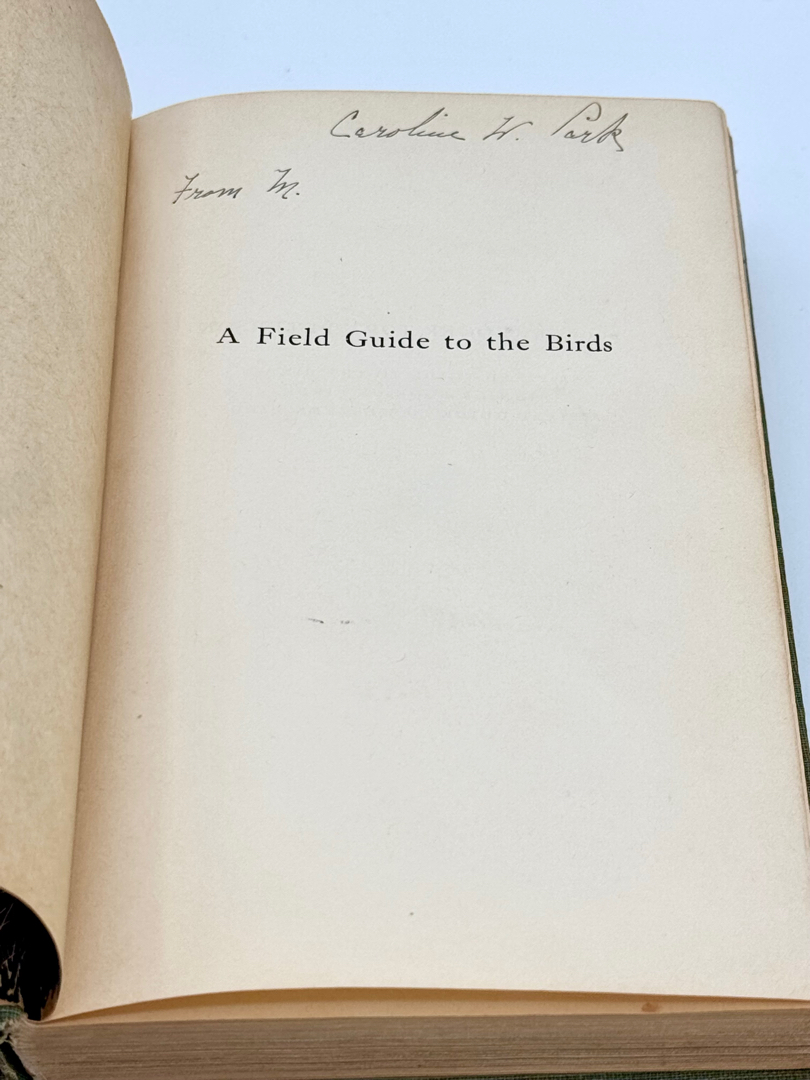 Caroline W. Park
From M.
A Field Guide to the Birds